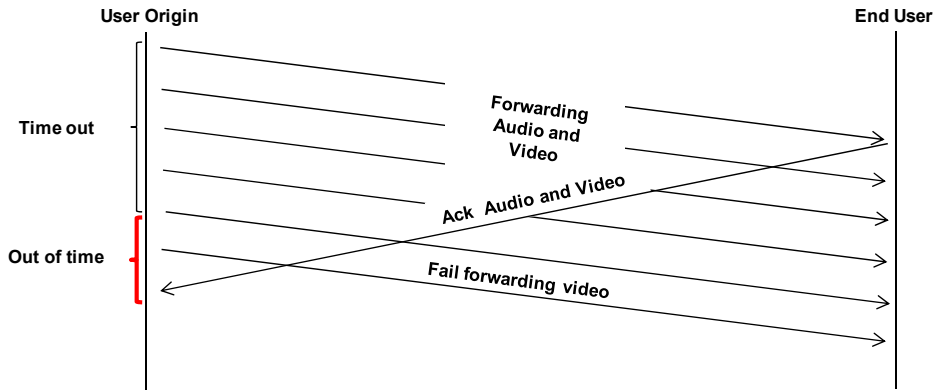 User Origin
End User
Time out
Forwarding
Audio and
Video
Ack Audio and Video
Out of time
Fail forwarding video